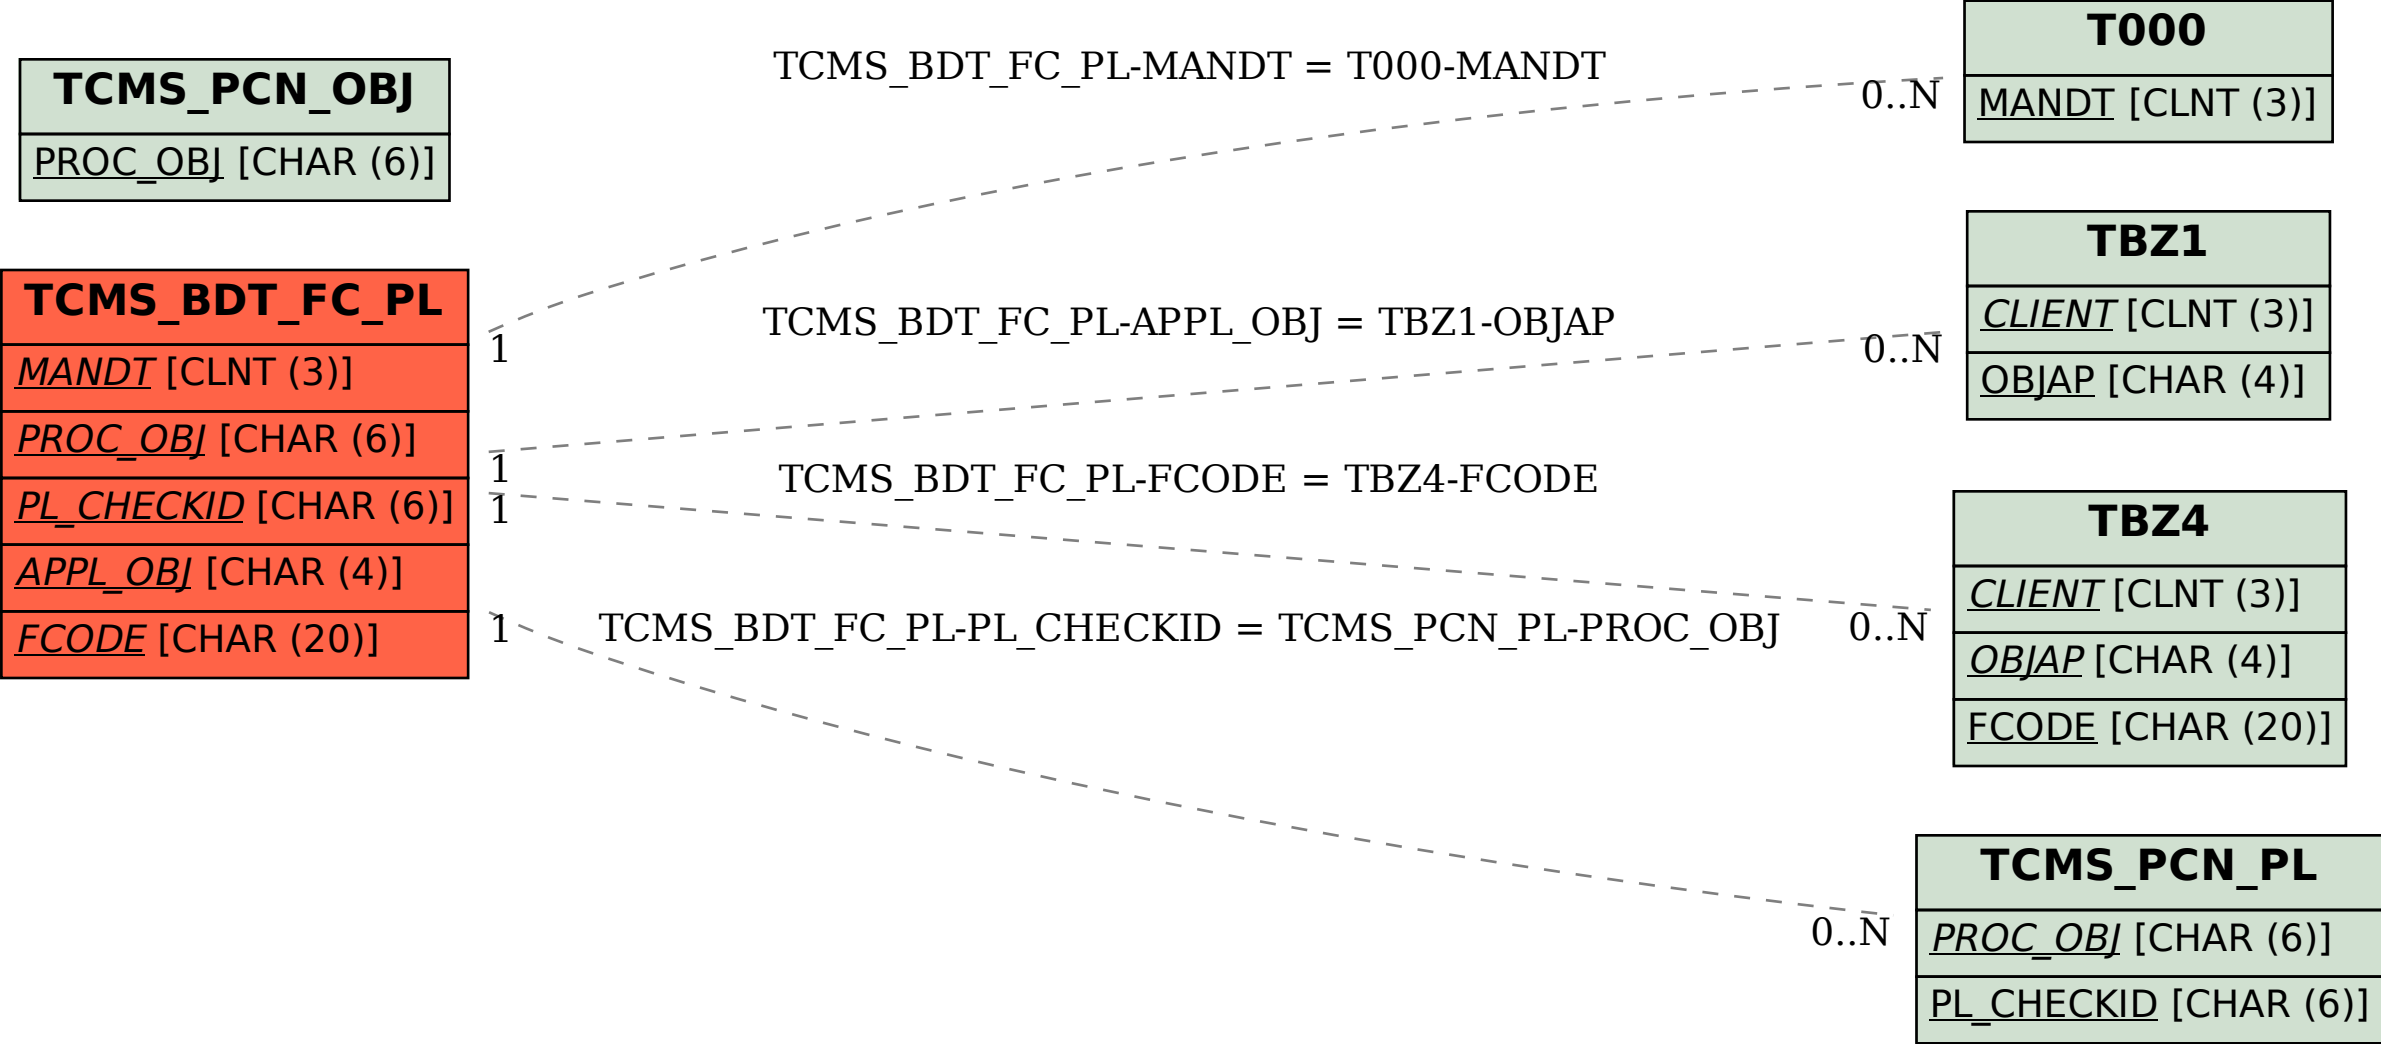 TCMS_PCN_OBJ
PROC_OBJ [CHAR (6)]
TCMS_BDT_FC_PL
MANDT [CLNT (3)]
PROC_OBJ [CHAR (6)]
PL_CHECKID [CHAR (6)]
APPL_OBJ [CHAR (4)]
FCODE [CHAR (20)]
TCMS_BDT_FC_PL-MANDT = T000-MANDT
1
0..N
TCMS_BDT_FC_PL-APPL_OBJ = TBZ1-OBJAP
1
0..N
TCMS_BDT_FC_PL-FCODE = TBZ4-FCODE
1
0..N
TCMS_BDT_FC_PL-PL_CHECKID = TCMS_PCN_PL-PROC_OBJ
1
0..N
T000
MANDT [CLNT (3)]
TBZ1
CLIENT [CLNT (3)]
OBJAP [CHAR (4)]
TBZ4
CLIENT [CLNT (3)]
OBJAP [CHAR (4)]
FCODE [CHAR (20)]
TCMS_PCN_PL
PROC_OBJ [CHAR (6)]
PL_CHECKID [CHAR (6)]